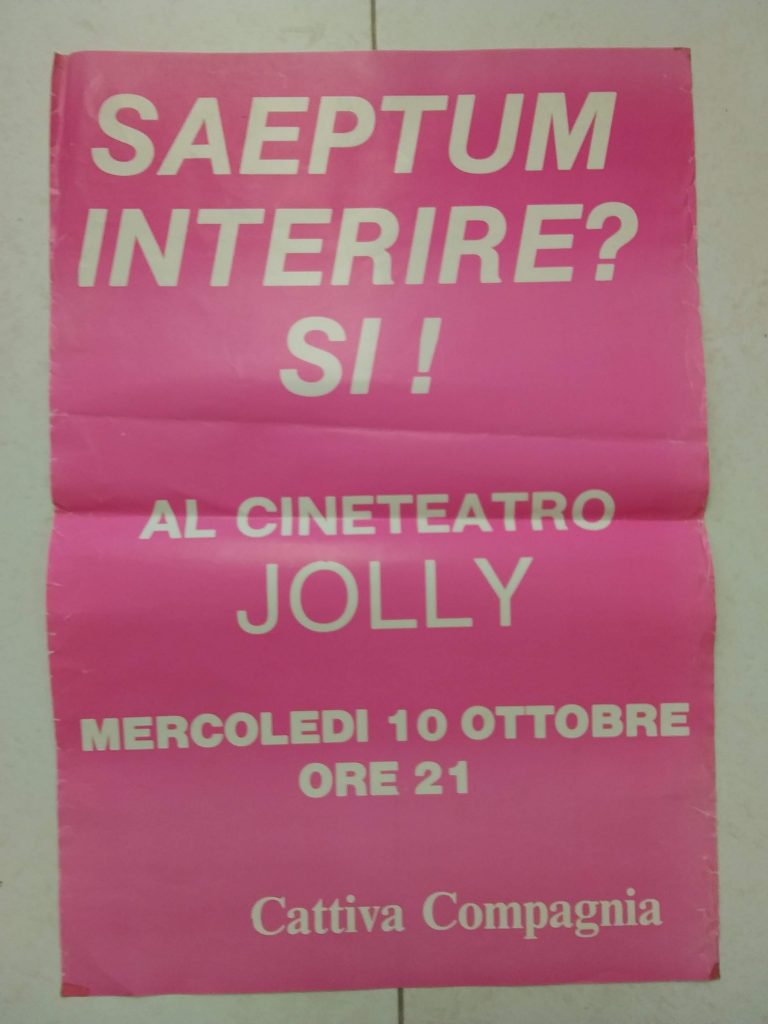 SAEPTUM
INTERIRE?
SI !
AL CINETEATRO
JOLLY
MERCOLEDI 10 OTTOBRE
ORE 21
Cattiva Compagnia